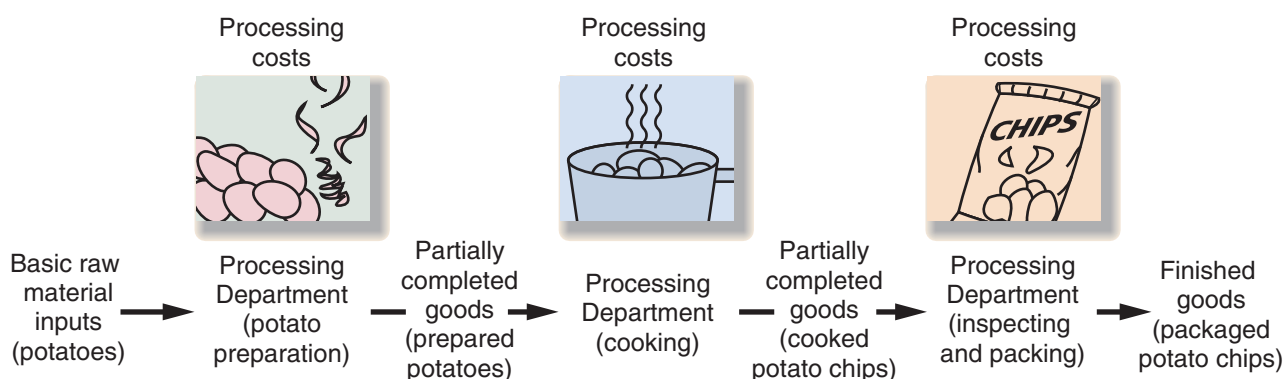 Processing
costs
Processing
costs
Processing
costs
CHIPS
Basic raw
material
inputs
(potatoes)
Processing
Department
(potato
preparation)
Partially
completed
goods
(prepared
potatoes)
Processing
Department
(cooking)
Partially
completed
goods
(cooked
potato chips)
Processing
Department
(inspecting
and packing)
Finished
goods
(packaged
potato chips)